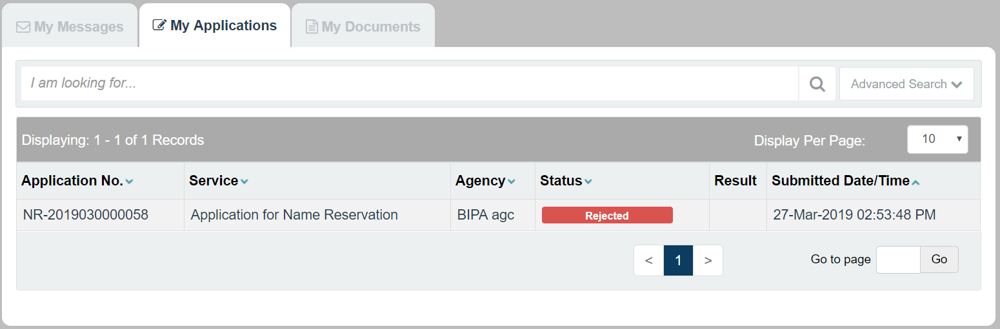 My Messages My Applications My Documents
I am looking for... Advanced Search
Displaying: 1 - 1 of 1 Records Display Per Page: 10
Application No. Service Agency Status Result Submitted Date/Time
NR-2019030000058 Application for Name Reservation BIPA agc Rejected 27-Mar-2019 02:53:48 PM
< 1 > Go to page Go